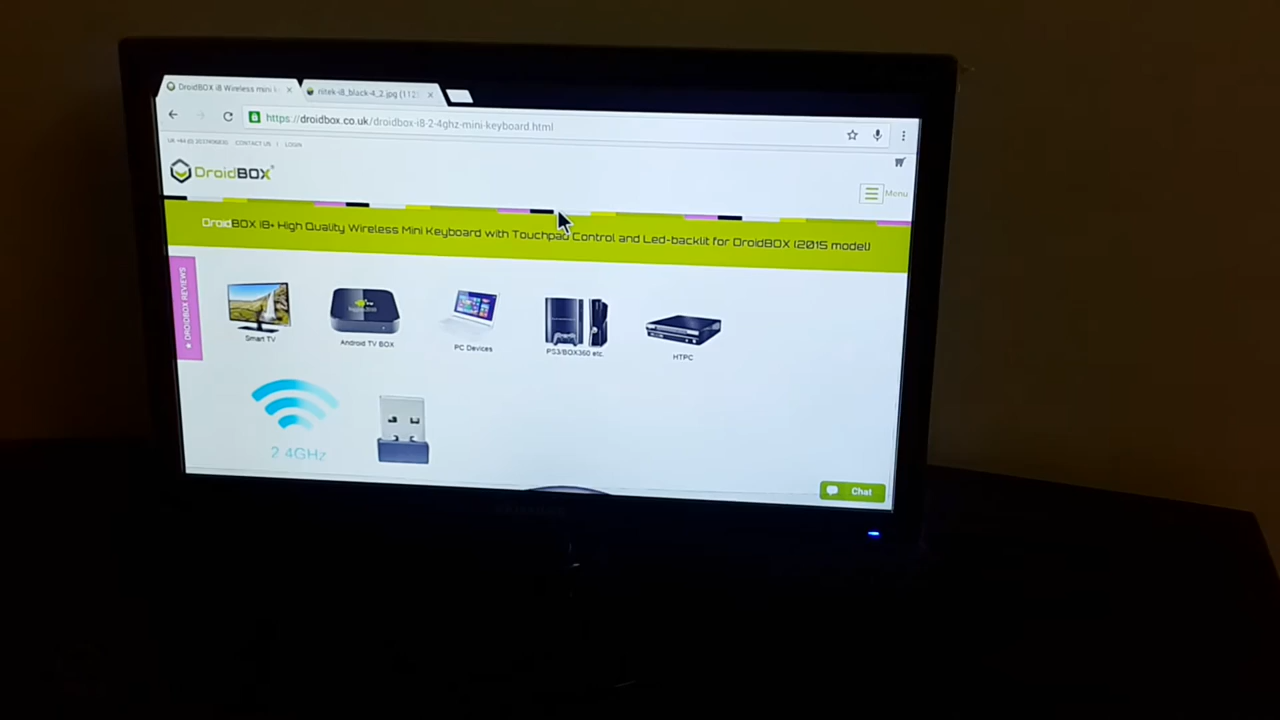 DroidBOX i8 Wireless mini k
ritek-i8_black-4_2.jpg (112
https://droidbox.co.uk/droidbox-i8-2-4ghz-mini-keyboard.html
CONTACT US | LOGIN
DroidBOX®
Menu
DroidBOX i8+ High Quality Wireless Mini Keyboard with Touchpad Control and Led-backlit for DroidBOX (2015 model)
★ DROIDBOX REVIEWS
Smart TV
Android TV BOX
PC Devices
PS3/BOX360 etc.
HTPC
2.4GHz
Chat